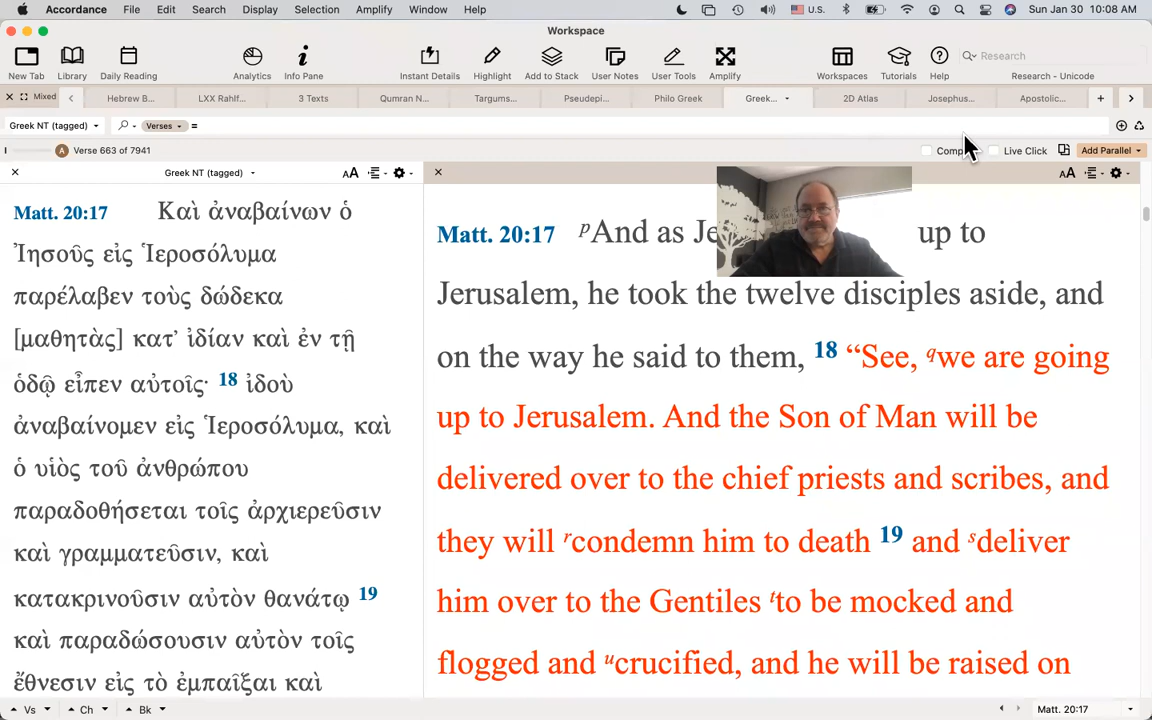 Accordance File Edit Search Display Selection Amplify Window Help U.S. Sun Jan 30 10:08 AM
Workspace
New Tab Library Daily Reading Analytics Info Pane Instant Details Highlight Add to Stack User Notes User Tools Amplify Workspaces Tutorials Help Research
Research - Unicode
Mixed Hebrew B... LXX Rahlf... 3 Texts Qumran N... Targums... Pseudepi... Philo Greek Greek... 2D Atlas Josephus... Apostolic...
Greek NT (tagged) Verses =
A Verse 663 of 7941 Live Click Add Parallel
Greek NT (tagged) AA AA
Matt. 20:17 Καὶ ἀναβαίνων ὁ
Ἰησοῦς εἰς Ἱεροσόλυμα
παρέλαβεν τοὺς δώδεκα
[μαθητὰς] κατ’ ἰδίαν καὶ ἐν τῇ
ὁδῷ εἶπεν αὐτοῖς· 18 ἰδοὺ
ἀναβαίνομεν εἰς Ἱεροσόλυμα, καὶ
ὁ υἱὸς τοῦ ἀνθρώπου
παραδοθήσεται τοῖς ἀρχιερεῦσιν
καὶ γραμματεῦσιν, καὶ
κατακρινοῦσιν αὐτὸν θανάτῳ 19
καὶ παραδώσουσιν αὐτὸν τοῖς
ἔθνεσιν εἰς τὸ ἐμπαῖξαι καὶ
Matt. 20:17 pAnd as up to
Jerusalem, he took the twelve disciples aside, and
on the way he said to them, 18 “See, qwe are going
up to Jerusalem. And the Son of Man will be
delivered over to the chief priests and scribes, and
they will rcondemn him to death 19 and sdeliver
him over to the Gentiles tto be mocked and
flogged and ucrucified, and he will be raised on
Vs Ch Bk Matt. 20:17